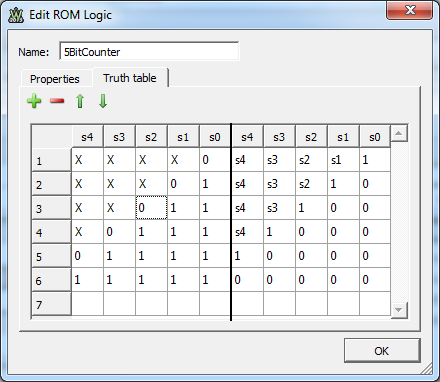 Edit ROM Logic
Name: 5BitCounter
Properties Truth table
s4 s3 s2 s1 s0 s4 s3 s2 s1 s0
1 X X X X 0 s4 s3 s2 s1 1
2 X X X 0 1 s4 s3 s2 1 0
3 X X 0 1 1 s4 s3 1 0 0
4 X 0 1 1 1 s4 1 0 0 0
5 0 1 1 1 1 1 0 0 0 0
6 1 1 1 1 1 0 0 0 0 0
7
OK